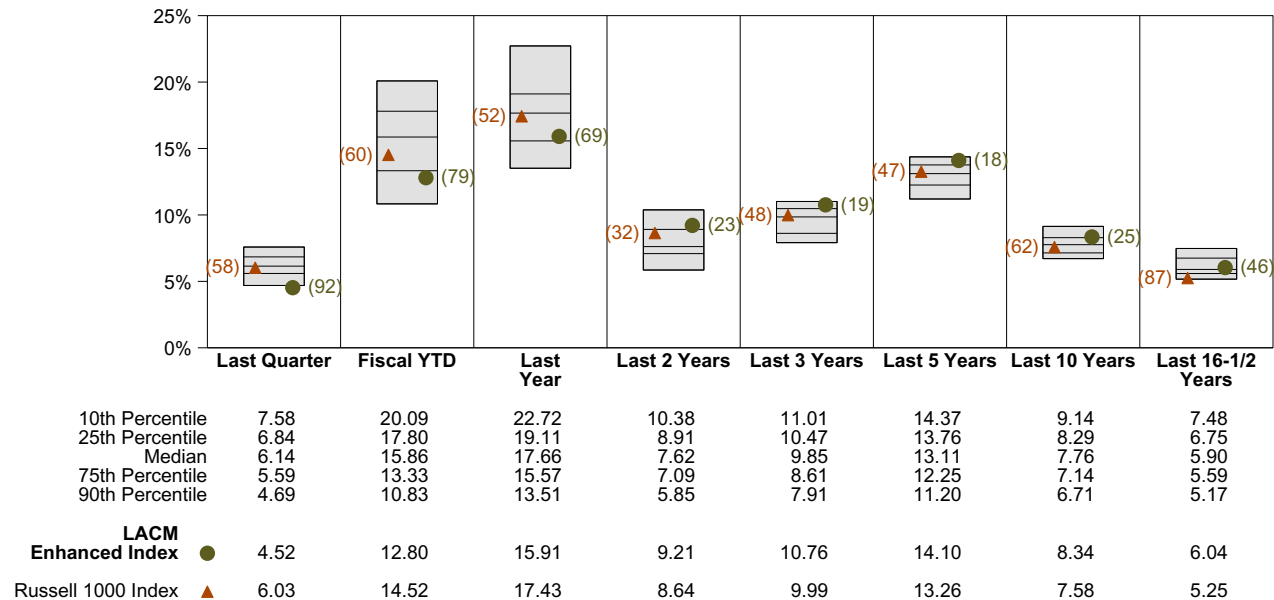 25%
20%
15%
10%
5%
0%
(58)
(92)
(60)
(79)
(52)
(69)
(32)
(23)
(48)
(19)
(47)
(18)
(62)
(25)
(87)
(46)
Last Quarter Fiscal YTD Last Year Last 2 Years Last 3 Years Last 5 Years Last 10 Years Last 16-1/2 Years
10th Percentile 7.58 20.09 22.72 10.38 11.01 14.37 9.14 7.48
25th Percentile 6.84 17.80 19.11 8.91 10.47 13.76 8.29 6.75
Median 6.14 15.86 17.66 7.62 9.85 13.11 7.76 5.90
75th Percentile 5.59 13.33 15.57 7.09 8.61 12.25 7.14 5.59
90th Percentile 4.69 10.83 13.51 5.85 7.91 11.20 6.71 5.17
LACM
Enhanced Index 4.52 12.80 15.91 9.21 10.76 14.10 8.34 6.04
Russell 1000 Index 6.03 14.52 17.43 8.64 9.99 13.26 7.58 5.25